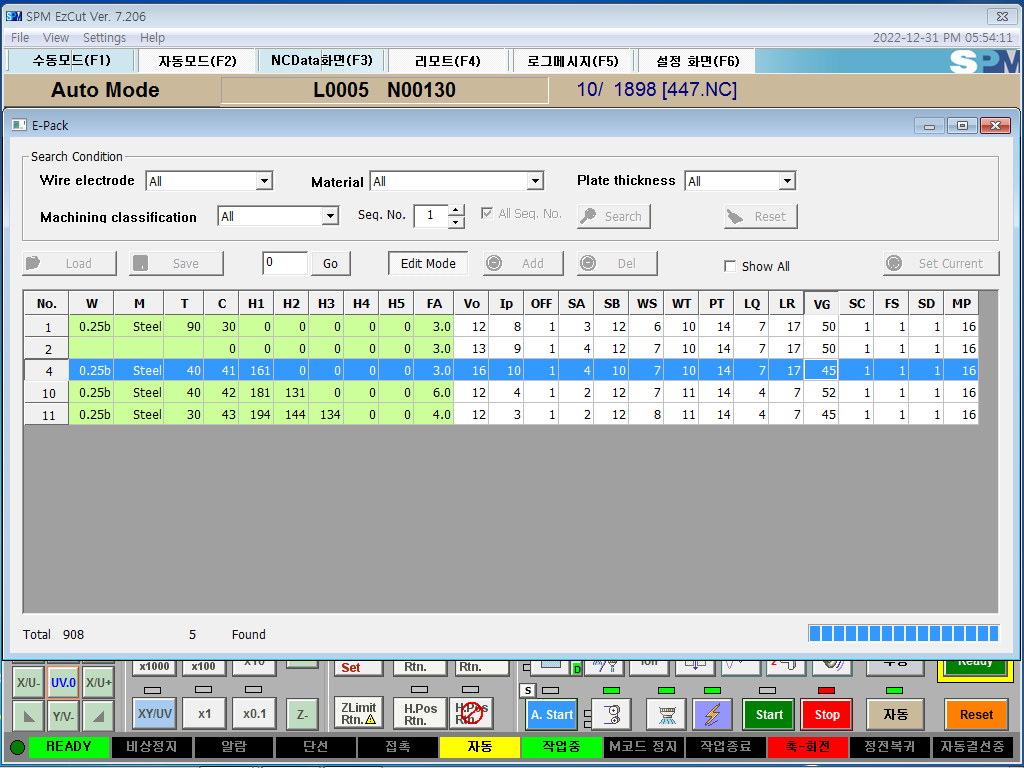 SPM EzCut Ver. 7.206
File View Settings Help 2022-12-31 PM 05:54:11
수동모드(F1) 자동모드(F2) NCData화면(F3) 리모트(F4) 로그메시지(F5) 설정 화면(F6) SPM
Auto Mode L0005 N00130 10/ 1898 [447.NC]
E-Pack
Search Condition
Wire electrode All Material All Plate thickness All
Machining classification All Seq. No. 1 All Seq. No. Search Reset
Load Save 0 Go Edit Mode Add Del Show All Set Current
No. W M T C H1 H2 H3 H4 H5 FA Vo Ip OFF SA SB WS WT PT LQ LR VG SC FS SD MP
1 0.25b Steel 90 30 0 0 0 0 0 3.0 12 8 1 3 12 6 10 14 7 17 50 1 1 1 16
2 0 0 0 0 0 0 3.0 13 9 1 4 12 7 10 14 7 17 50 1 1 1 16
4 0.25b Steel 40 41 161 0 0 0 0 3.0 16 10 1 4 10 7 10 14 7 17 45 1 1 1 16
10 0.25b Steel 40 42 181 131 0 0 0 6.0 12 4 1 2 12 7 11 14 4 7 52 1 1 1 16
11 0.25b Steel 30 43 194 144 134 0 0 4.0 12 3 1 2 12 8 11 14 4 7 45 1 1 1 16
Total 908 5 Found
x1000 x100 x10 Set Rtn. Rtn. D Ready
X/U- UV.0 X/U+
S
Y/V- XY/UV x1 x0.1 Z- ZLimit Rtn. H.Pos Rtn. H.Pos Rtn. A. Start Start Stop 자동 Reset
READY 비상정지 알람 단선 접촉 자동 작업중 M코드 정지 작업종료 축-회전 정전복귀 자동결선중